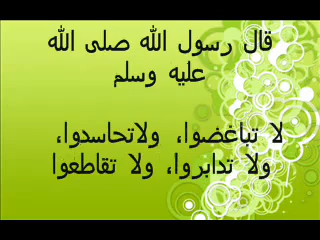 قال رسول الله صلى الله
عليه وسلم
لا تباغضوا، ولاتحاسدوا،
ولا تدابروا، ولا تقاطعوا